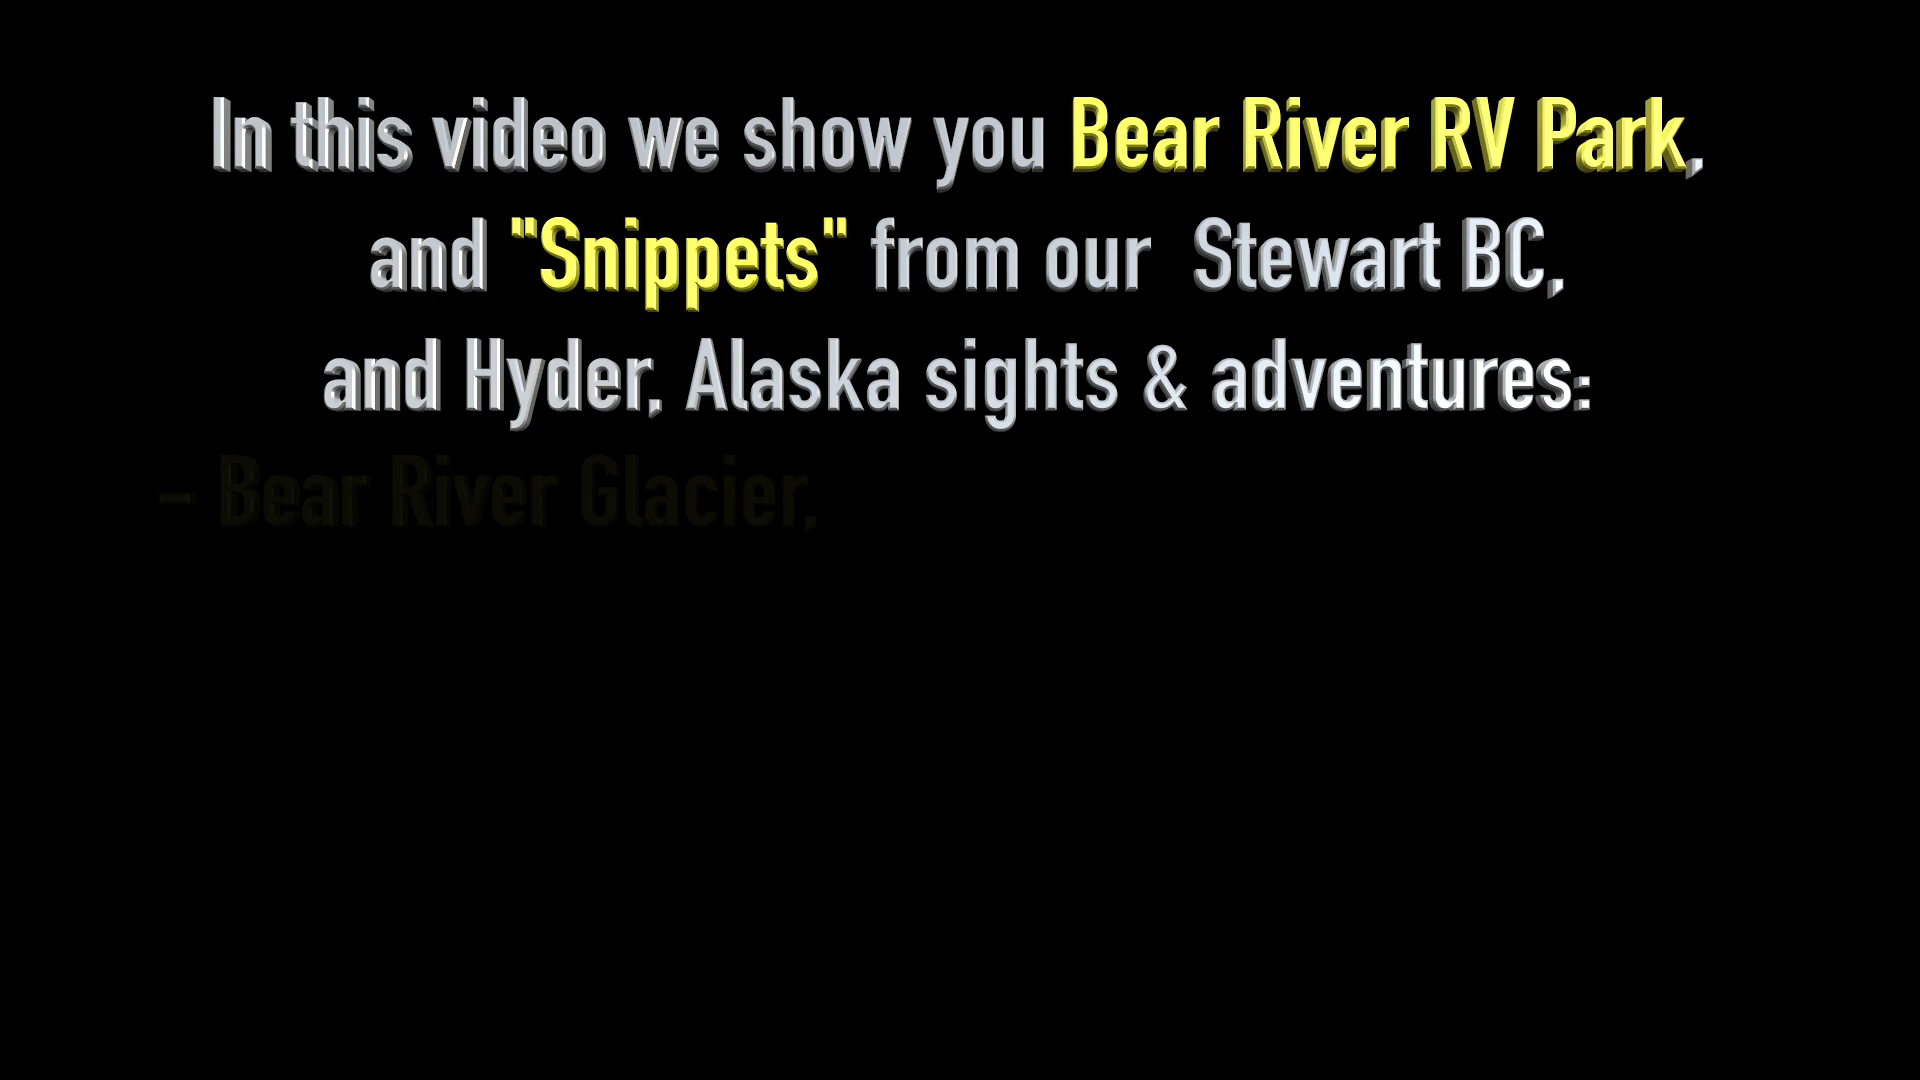 In this video we show you Bear River RV Park,
and "Snippets" from our Stewart BC,
and Hyder, Alaska sights & adventures:
- Bear River Glacier,